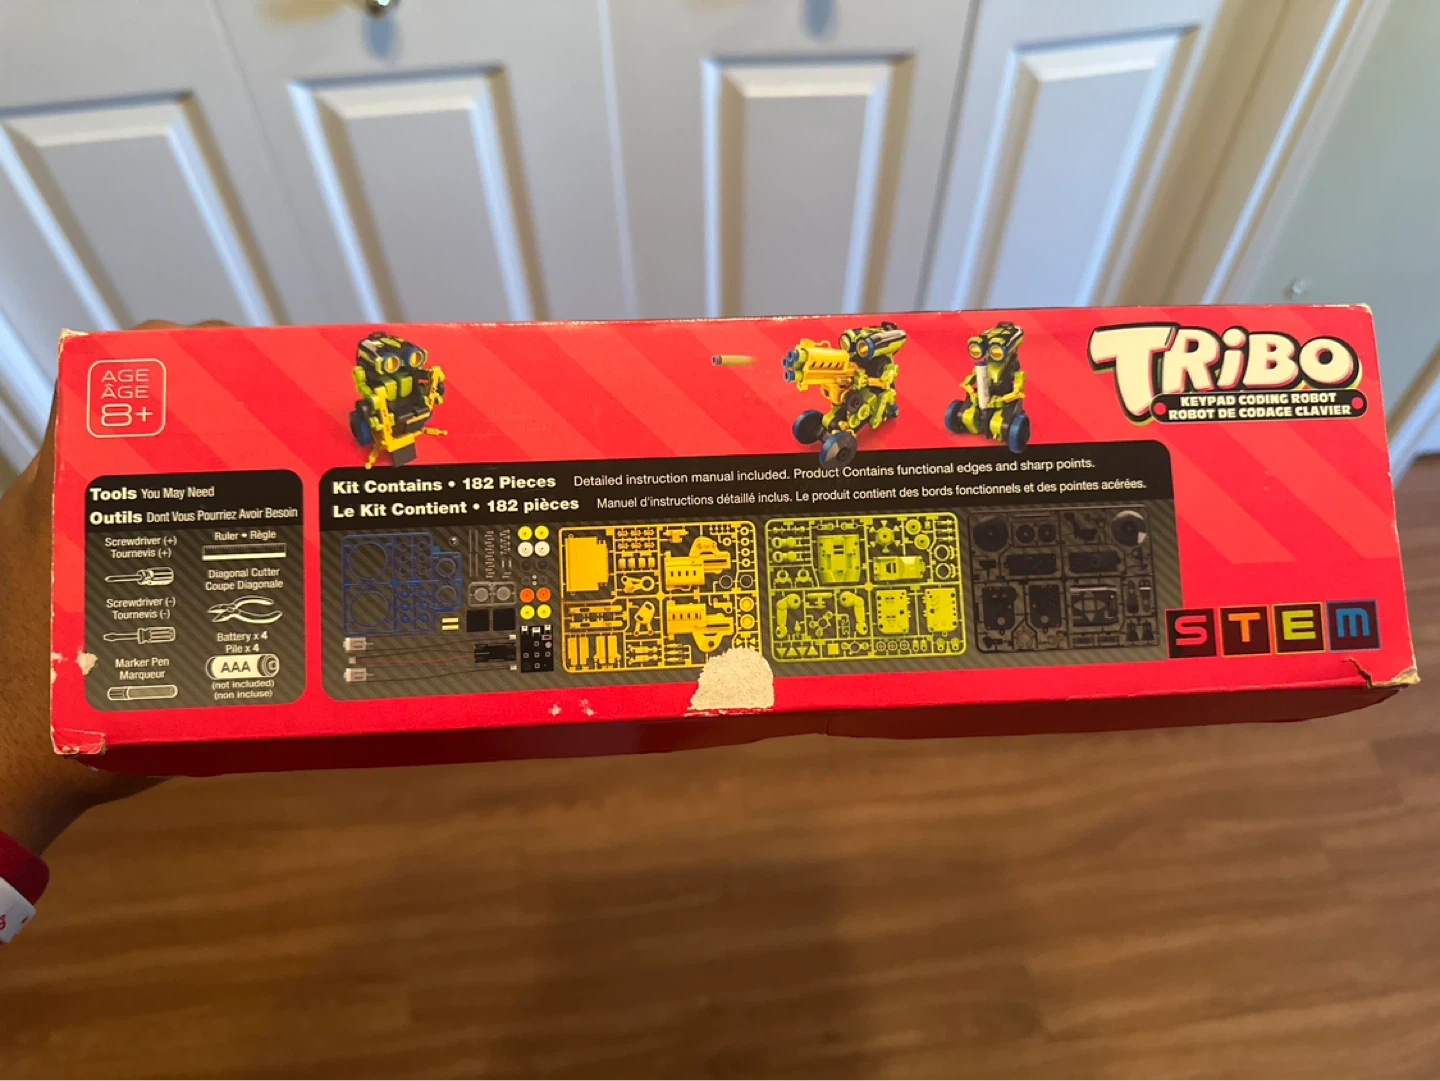 AGE
ÂGE
8+
TRiBO
KEYPAD CODING ROBOT
ROBOT DE CODAGE CLAVIER
Tools You May Need
Outils Dont Vous Pourriez Avoir Besoin
Screwdriver (+)
Tournevis (+)
Screwdriver (-)
Tournevis (-)
Marker Pen
Marqueur
Ruler • Règle
Diagonal Cutter
Coupe Diagonale
Battery x 4
Pile x 4
AAA
(not included)
(non incluse)
Kit Contains • 182 Pieces Detailed instruction manual included. Product Contains functional edges and sharp points.
Le Kit Contient • 182 pièces Manuel d'instructions détaillé inclus. Le produit contient des bords fonctionnels et des pointes acérées.
STEM